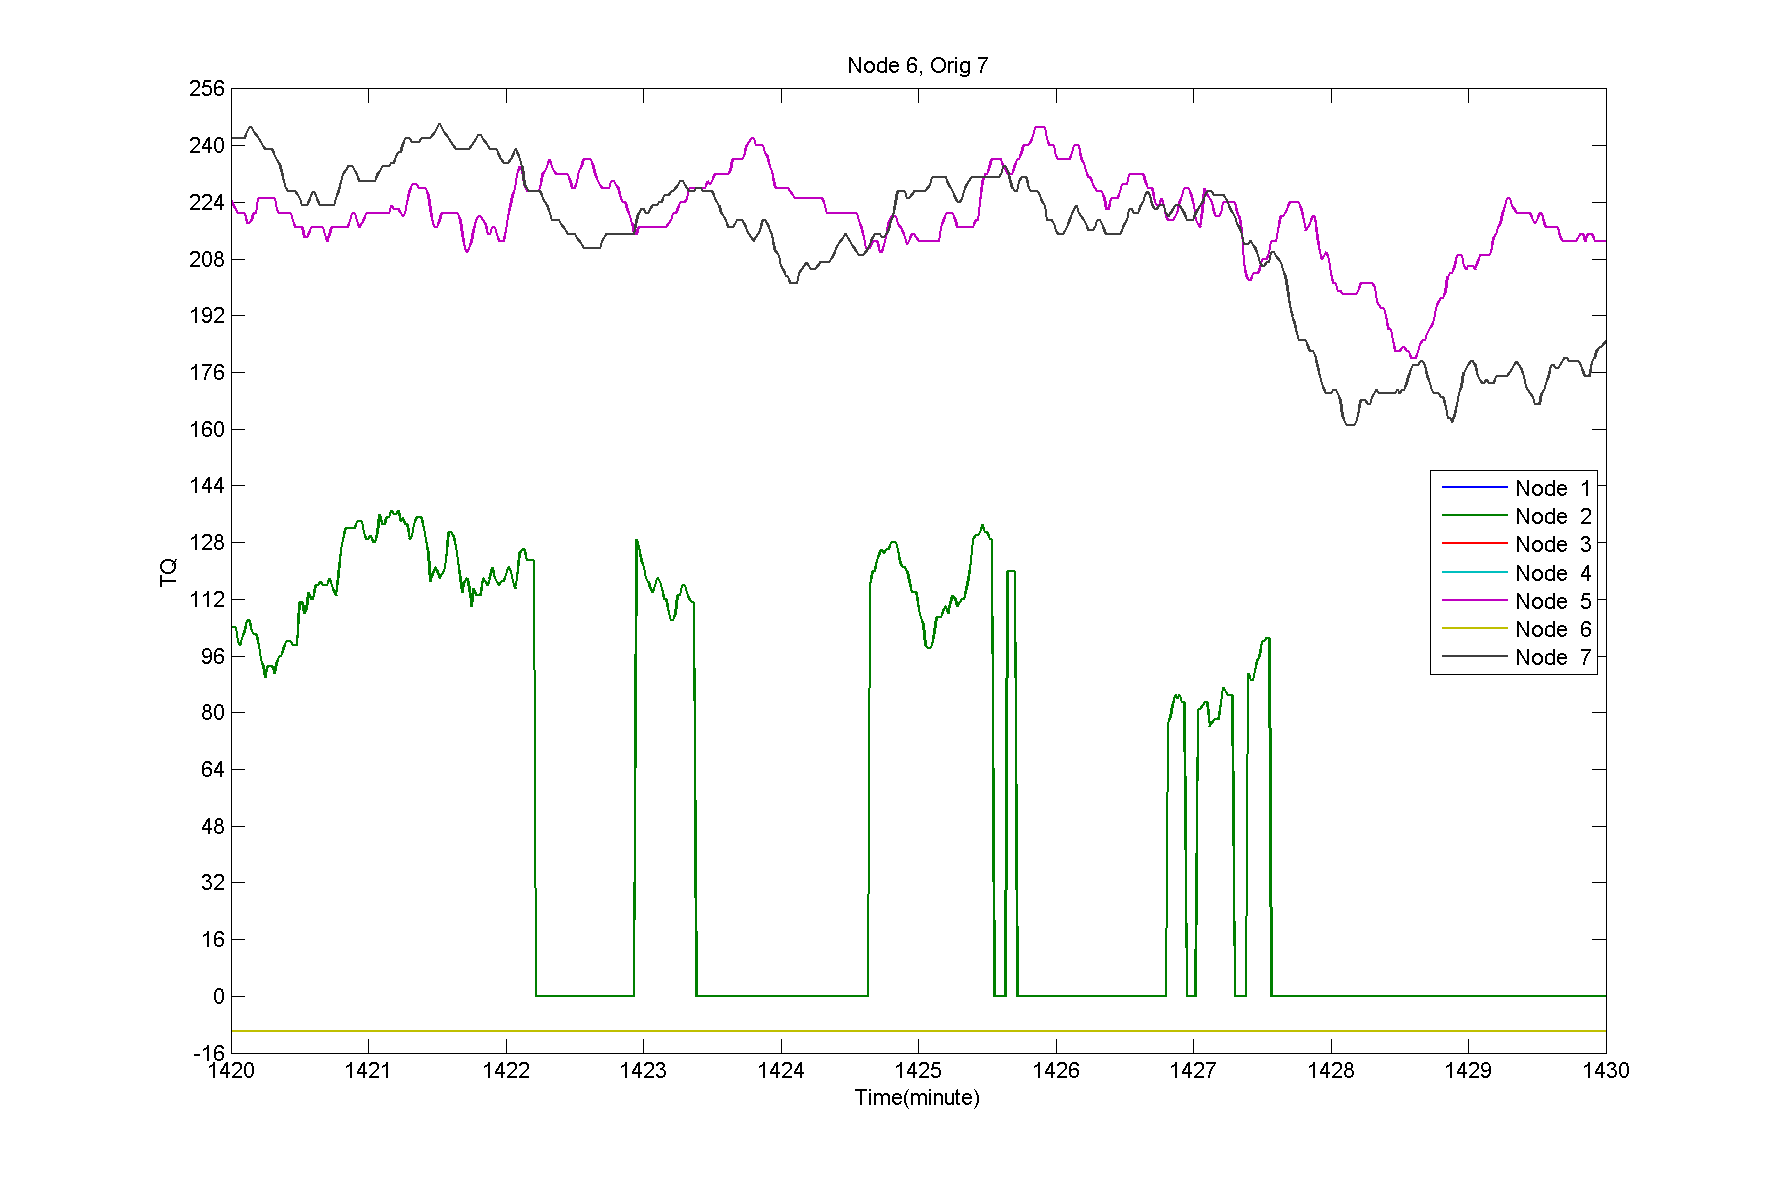 Node 6, Orig 7
256
240
224
208
192
176
160
144
128
112
96
80
64
48
32
16
0
-16
TQ
Node 1
Node 2
Node 3
Node 4
Node 5
Node 6
Node 7
1420 1421 1422 1423 1424 1425 1426 1427 1428 1429 1430
Time(minute)